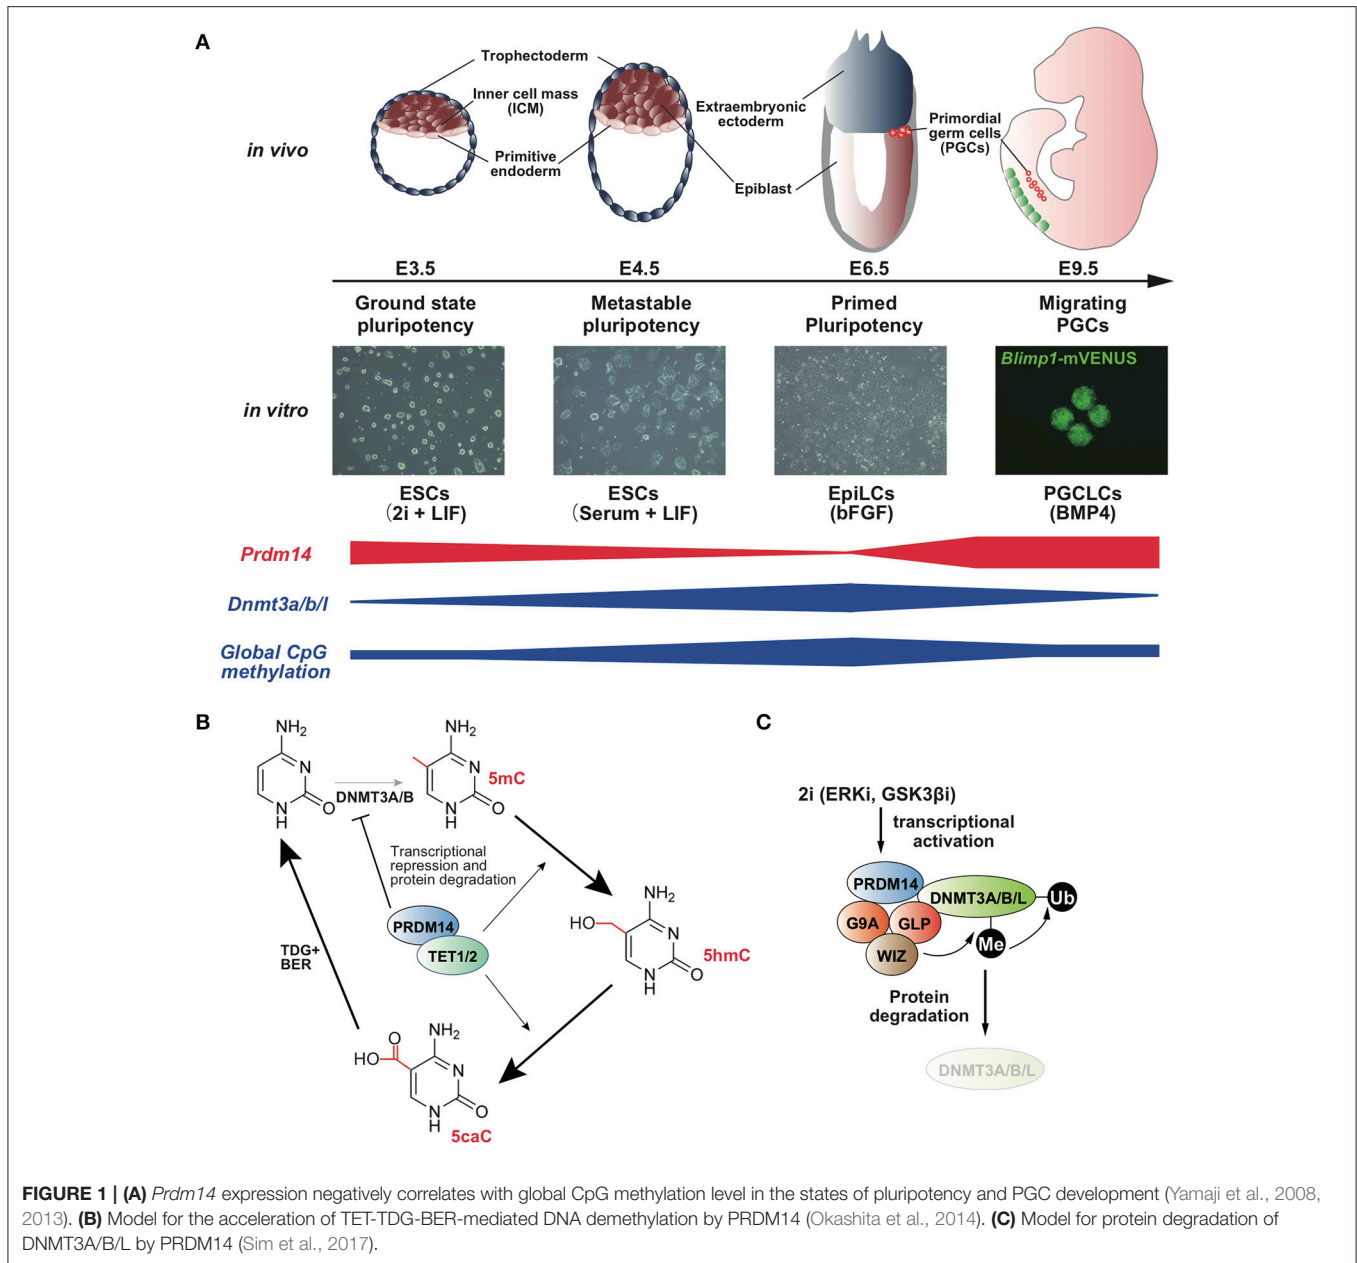 A
Trophectoderm
Inner cell mass
(ICM)
Primitive
endoderm
Extraembryonic
ectoderm
Epiblast
Primordial
germ cells
(PGCs)
in vivo
E3.5
E4.5
E6.5
E9.5
Ground state
pluripotency
Metastable
pluripotency
Primed
Pluripotency
Migrating
PGCs
in vitro
Blimp1-mVENUS
ESCs
(2i + LIF)
ESCs
(Serum + LIF)
EpiLCs
(bFGF)
PGCLCs
(BMP4)
Prdm14
Dnmt3a/b/l
Global CpG
methylation
B
NH2
N
O
N
H
DNMT3A/B
NH2
N
O
N
H
5mC
Transcriptional
repression and
protein degradation
PRDM14
TET1/2
TDG+
BER
HO
NH2
N
O
N
H
5hmC
O
HO
NH2
N
O
N
H
5caC
C
2i (ERKi, GSK3βi)
transcriptional
activation
PRDM14
DNMT3A/B/L
Ub
G9A
GLP
WIZ
Me
Protein
degradation
DNMT3A/B/L
FIGURE 1 | (A) Prdm14 expression negatively correlates with global CpG methylation level in the states of pluripotency and PGC development (Yamaji et al., 2008,
2013). (B) Model for the acceleration of TET-TDG-BER-mediated DNA demethylation by PRDM14 (Okashita et al., 2014). (C) Model for protein degradation of
DNMT3A/B/L by PRDM14 (Sim et al., 2017).